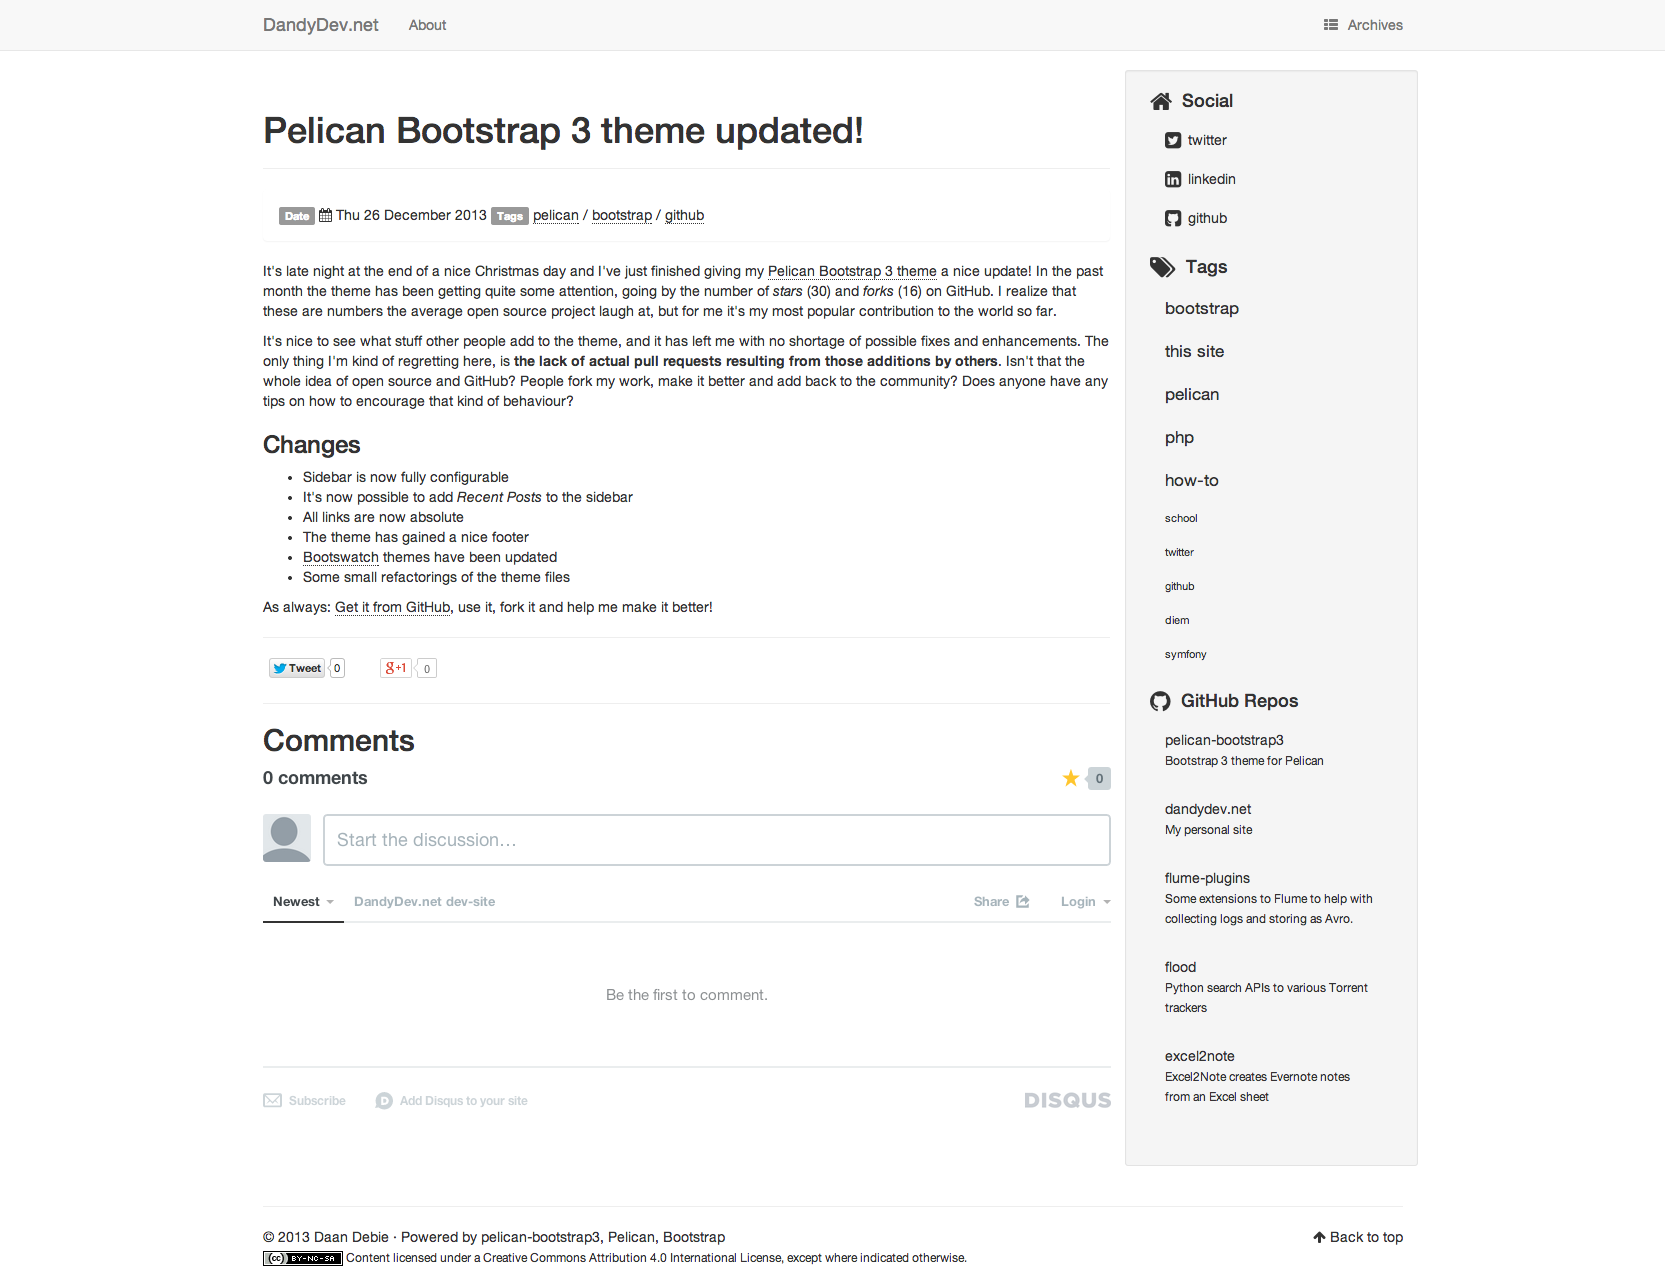 DandyDev.net About Archives
Pelican Bootstrap 3 theme updated!
Date Thu 26 December 2013 Tags pelican / bootstrap / github
It's late night at the end of a nice Christmas day and I've just finished giving my Pelican Bootstrap 3 theme a nice update! In the past
month the theme has been getting quite some attention, going by the number of stars (30) and forks (16) on GitHub. I realize that
these are numbers the average open source project laugh at, but for me it's my most popular contribution to the world so far.
It's nice to see what stuff other people add to the theme, and it has left me with no shortage of possible fixes and enhancements. The
only thing I'm kind of regretting here, is the lack of actual pull requests resulting from those additions by others. Isn't that the
whole idea of open source and GitHub? People fork my work, make it better and add back to the community? Does anyone have any
tips on how to encourage that kind of behaviour?
Changes
• Sidebar is now fully configurable
• It's now possible to add Recent Posts to the sidebar
• All links are now absolute
• The theme has gained a nice footer
• Bootswatch themes have been updated
• Some small refactorings of the theme files
As always: Get it from GitHub, use it, fork it and help me make it better!
Tweet 0 g+1 0
Comments
0 comments 0
Start the discussion…
Newest DandyDev.net dev-site Share Login
Be the first to comment.
Subscribe D Add Disqus to your site DISQUS
Social
twitter
in linkedin
github
Tags
bootstrap
this site
pelican
php
how-to
school
twitter
github
diem
symfony
GitHub Repos
pelican-bootstrap3
Bootstrap 3 theme for Pelican
dandydev.net
My personal site
flume-plugins
Some extensions to Flume to help with
collecting logs and storing as Avro.
flood
Python search APIs to various Torrent
trackers
excel2note
Excel2Note creates Evernote notes
from an Excel sheet
© 2013 Daan Debie · Powered by pelican-bootstrap3, Pelican, Bootstrap Back to top
(cc) BY-NC-SA Content licensed under a Creative Commons Attribution 4.0 International License, except where indicated otherwise.